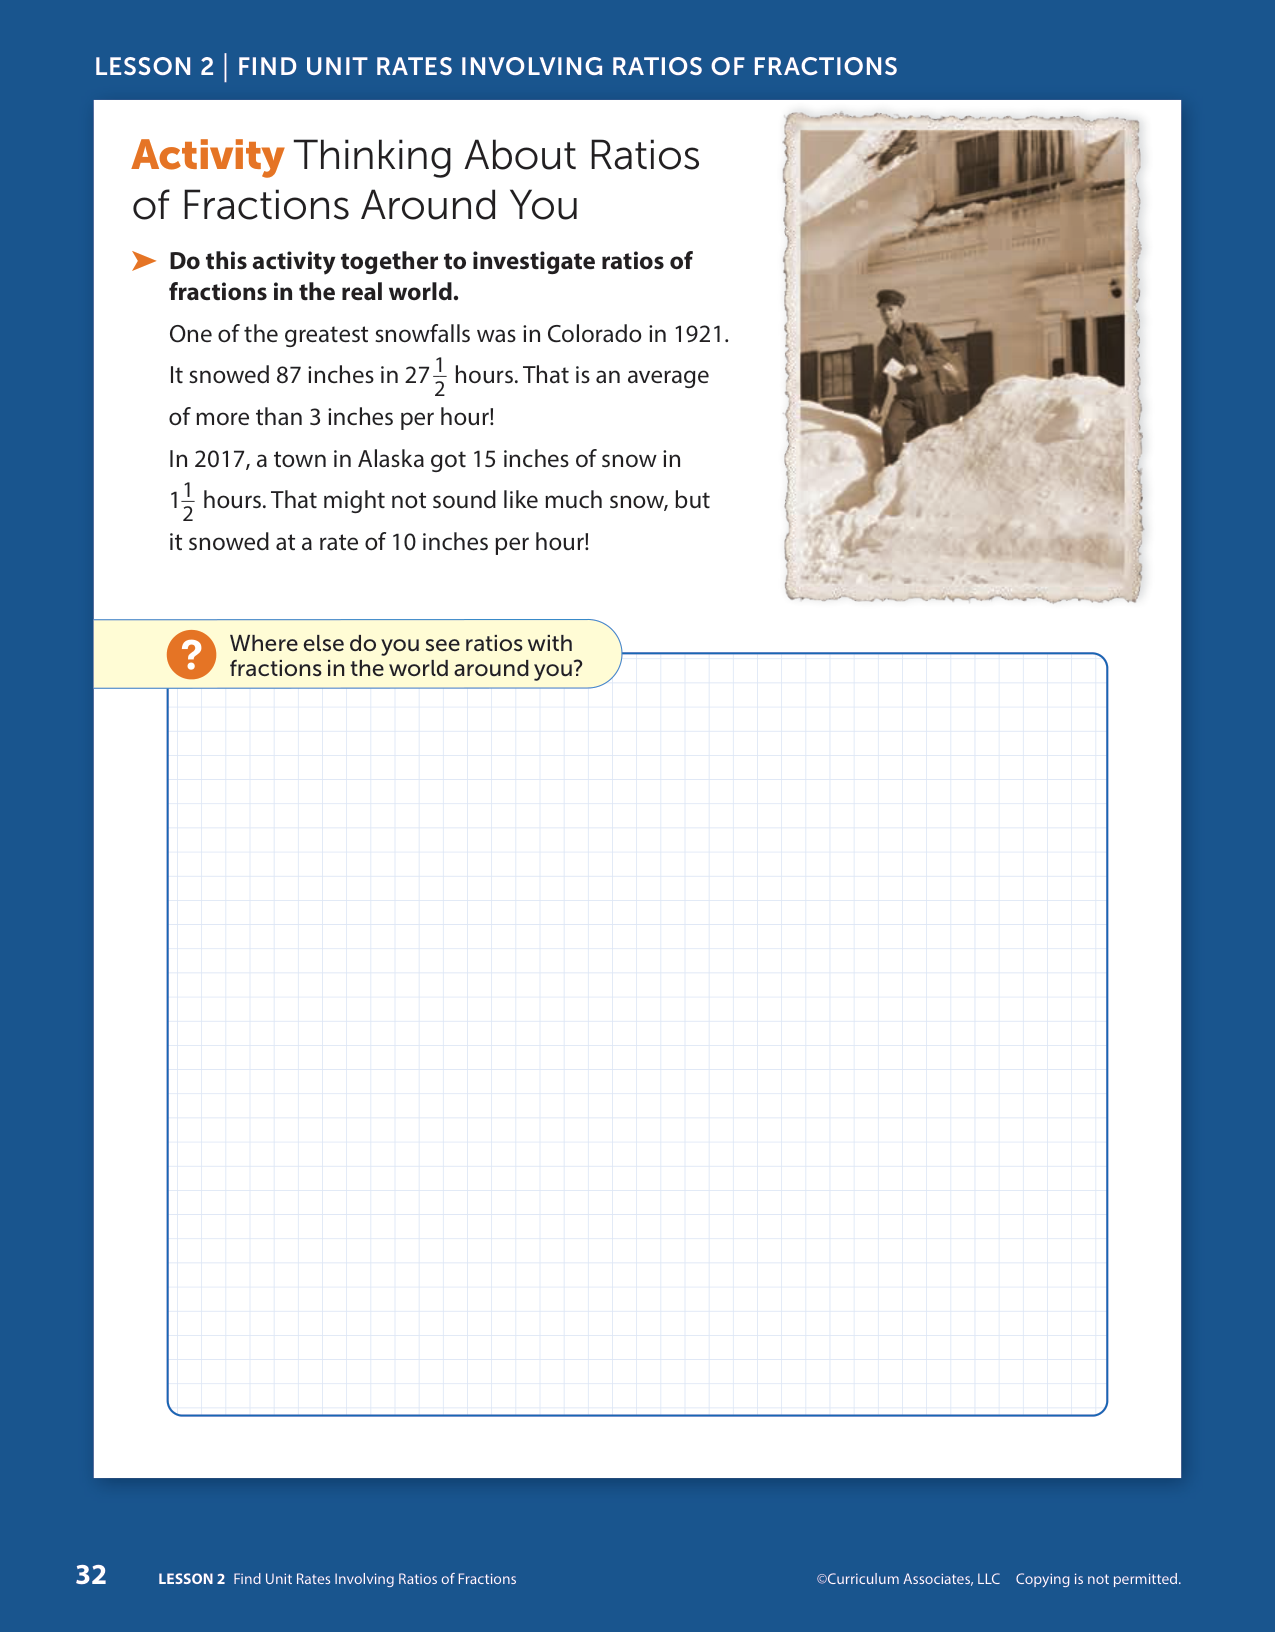 LESSON 2 | FIND UNIT RATES INVOLVING RATIOS OF FRACTIONS
Activity Thinking About Ratios
of Fractions Around You
➤ Do this activity together to investigate ratios of
fractions in the real world.
One of the greatest snowfalls was in Colorado in 1921.
It snowed 87 inches in 27 1/2 hours. That is an average
of more than 3 inches per hour!
In 2017, a town in Alaska got 15 inches of snow in
1 1/2 hours. That might not sound like much snow, but
it snowed at a rate of 10 inches per hour!
? Where else do you see ratios with
fractions in the world around you?
32 LESSON 2 Find Unit Rates Involving Ratios of Fractions ©Curriculum Associates, LLC Copying is not permitted.